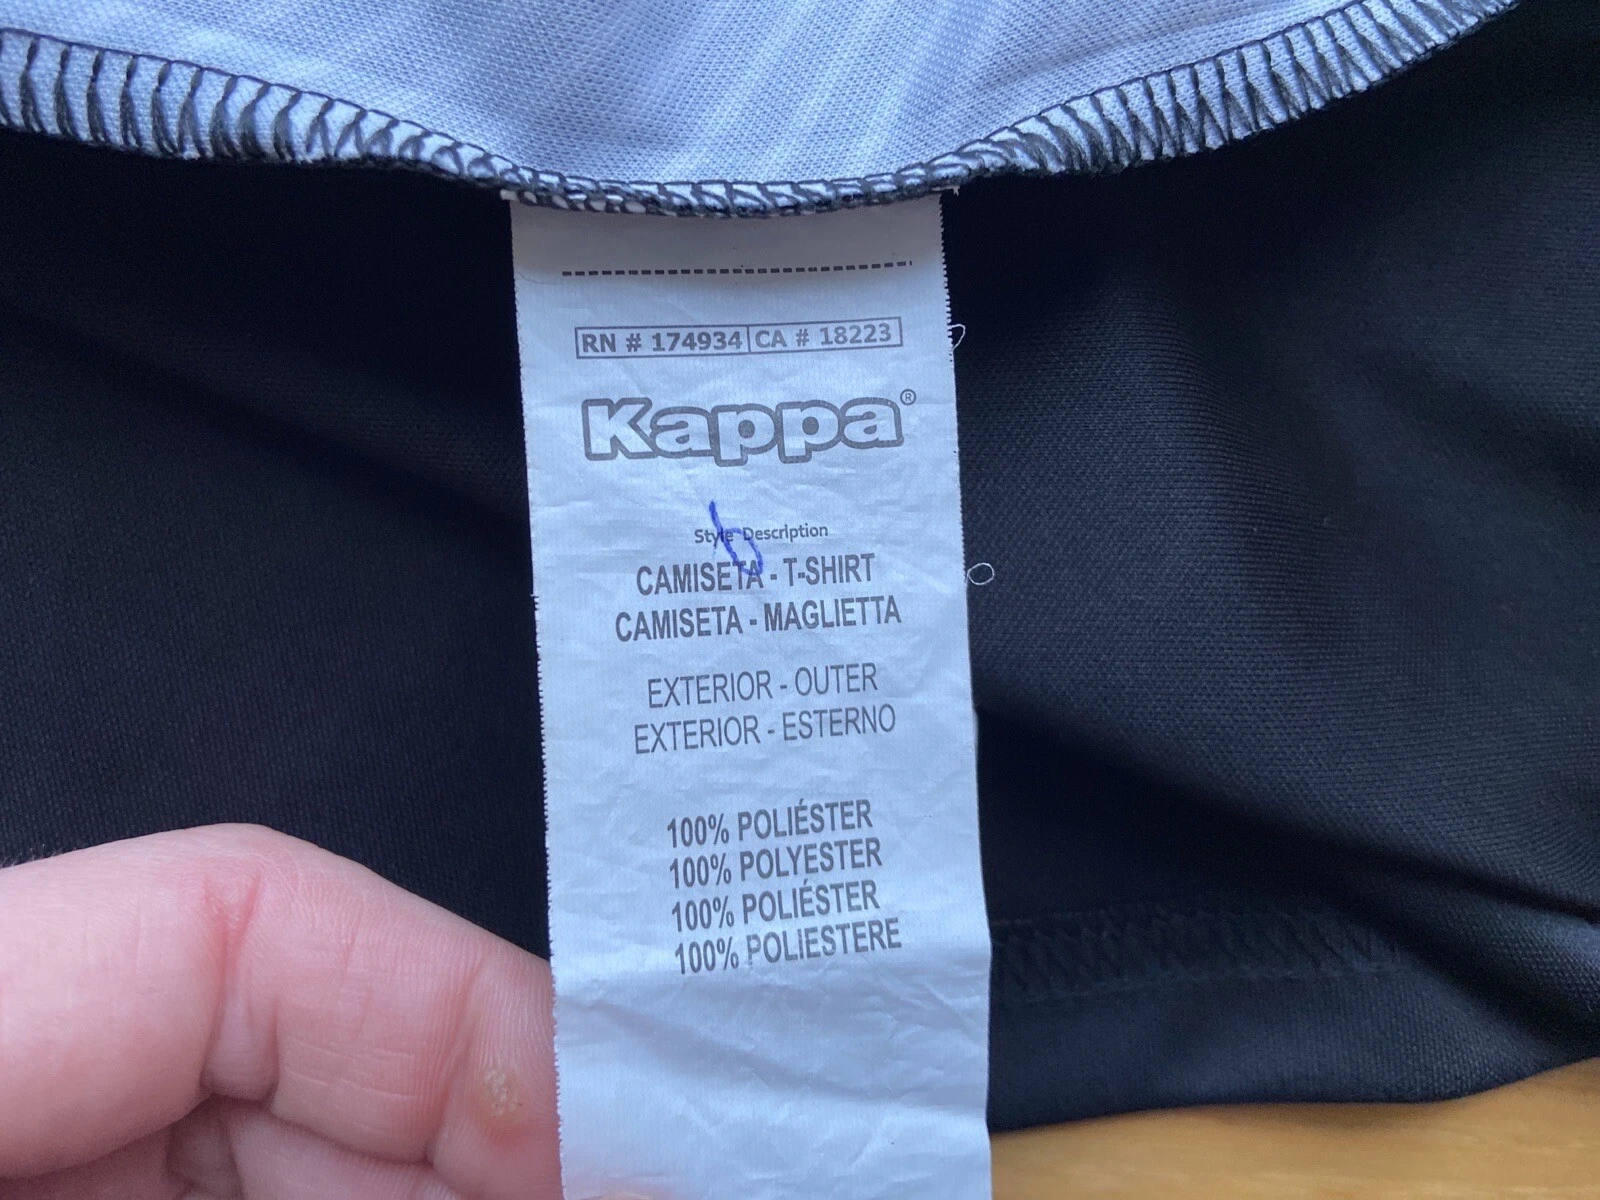 RN # 174934 CA # 18223
Kappa®
Style Description
CAMISETA - T-SHIRT
CAMISETA - MAGLIETTA
EXTERIOR - OUTER
EXTERIOR - ESTERNO
100% POLIÉSTER
100% POLYESTER
100% POLIÉSTER
100% POLIESTERE